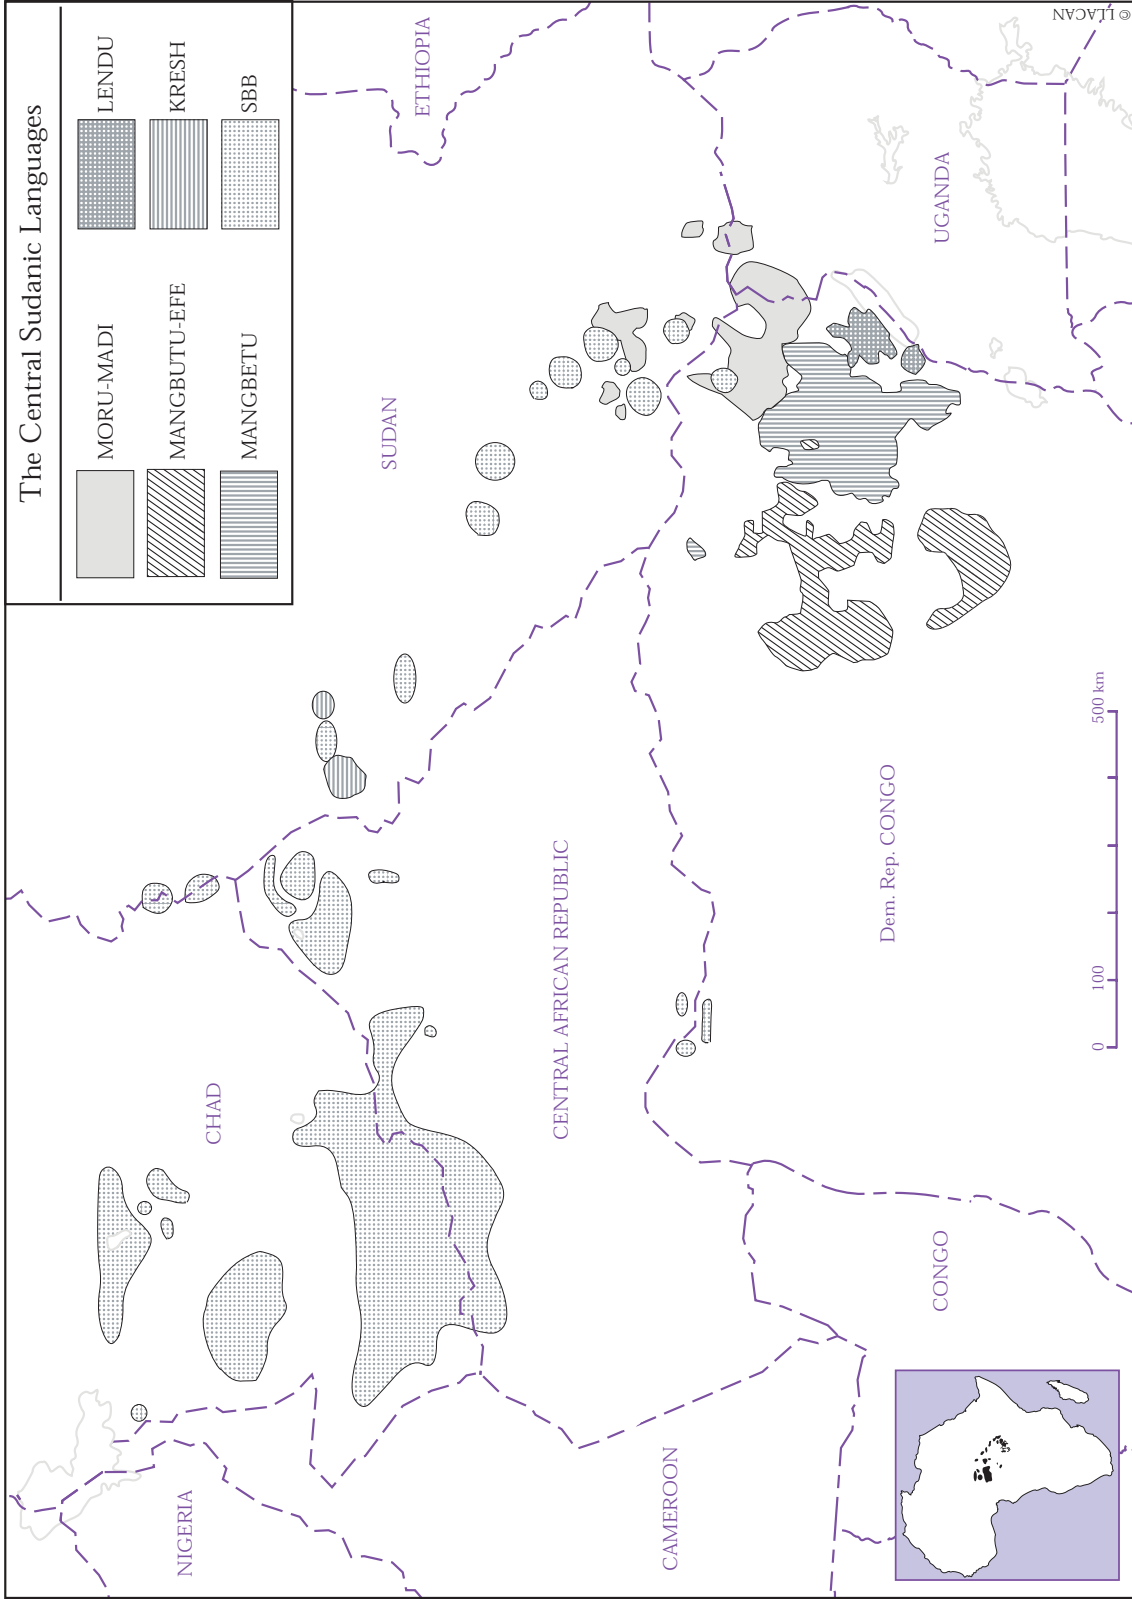 The Central Sudanic Languages
MORU-MADI
LENDU
MANGBUTU-EFE
KRESH
MANGBETU
SBB
ETHIOPIA
SUDAN
CHAD
CENTRAL AFRICAN REPUBLIC
NIGERIA
CAMEROON
UGANDA
Dem. Rep. CONGO
CONGO
0
100
500 km
© LLACAN